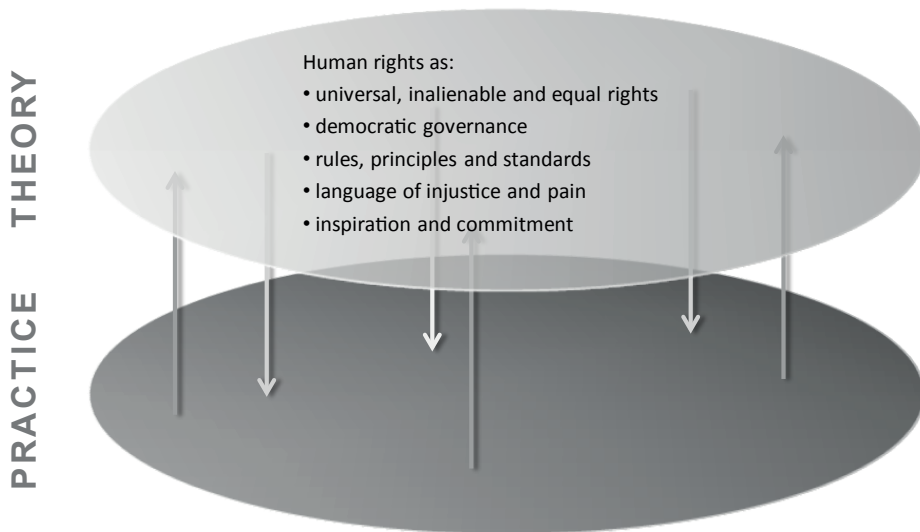 THEORY
Human rights as:
• universal, inalienable and equal rights
• democratic governance
• rules, principles and standards
• language of injustice and pain
• inspiration and commitment
PRACTICE